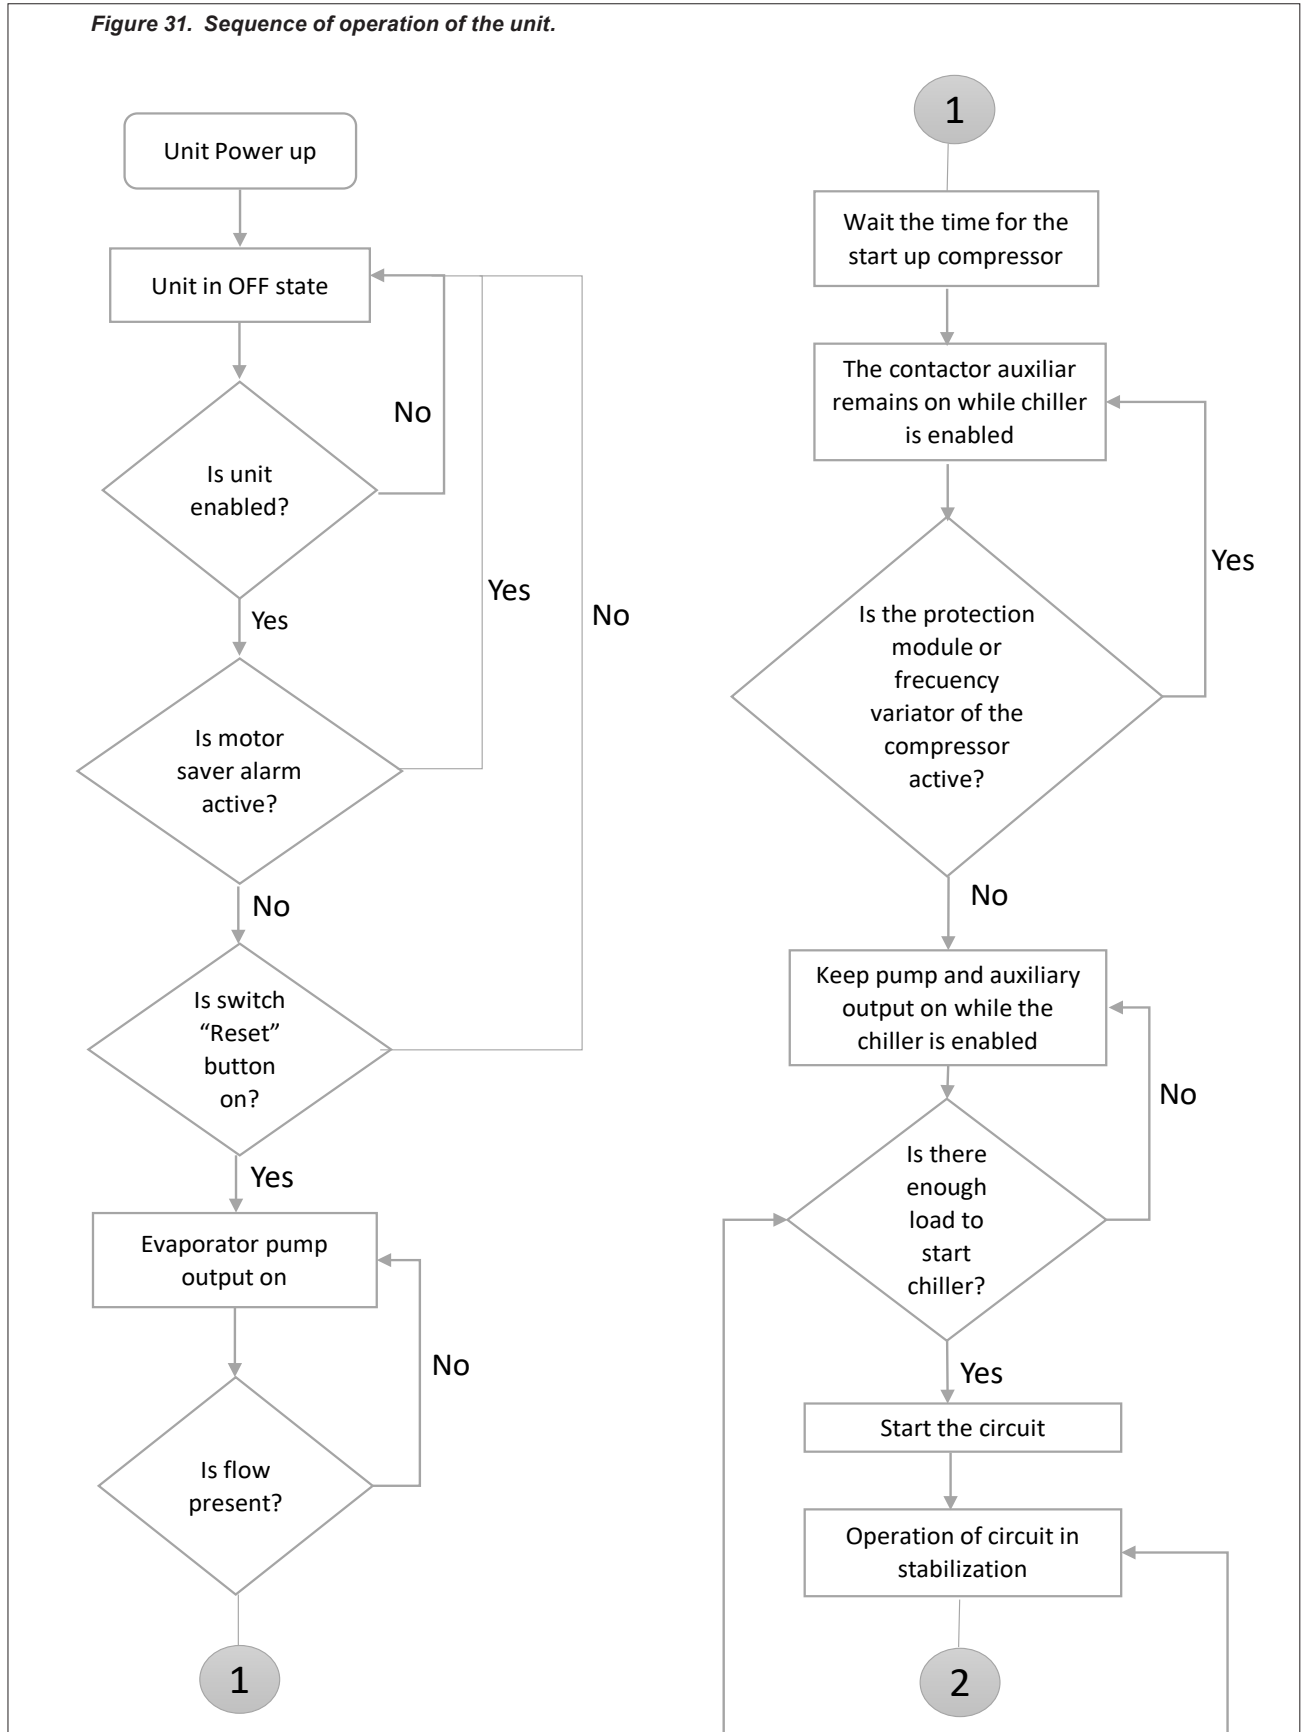 Figure 31. Sequence of operation of the unit.
Unit Power up
Unit in OFF state
No
Is unit
enabled?
Yes
Yes
No
Is motor
saver alarm
active?
No
Is switch
“Reset”
button
on?
Yes
Evaporator pump
output on
No
Is flow
present?
1
1
Wait the time for the
start up compressor
The contactor auxiliar
remains on while chiller
is enabled
Yes
Is the protection
module or
frecuency
variator of the
compressor
active?
No
Keep pump and auxiliary
output on while the
chiller is enabled
No
Is there
enough
load to
start
chiller?
Yes
Start the circuit
Operation of circuit in
stabilization
2